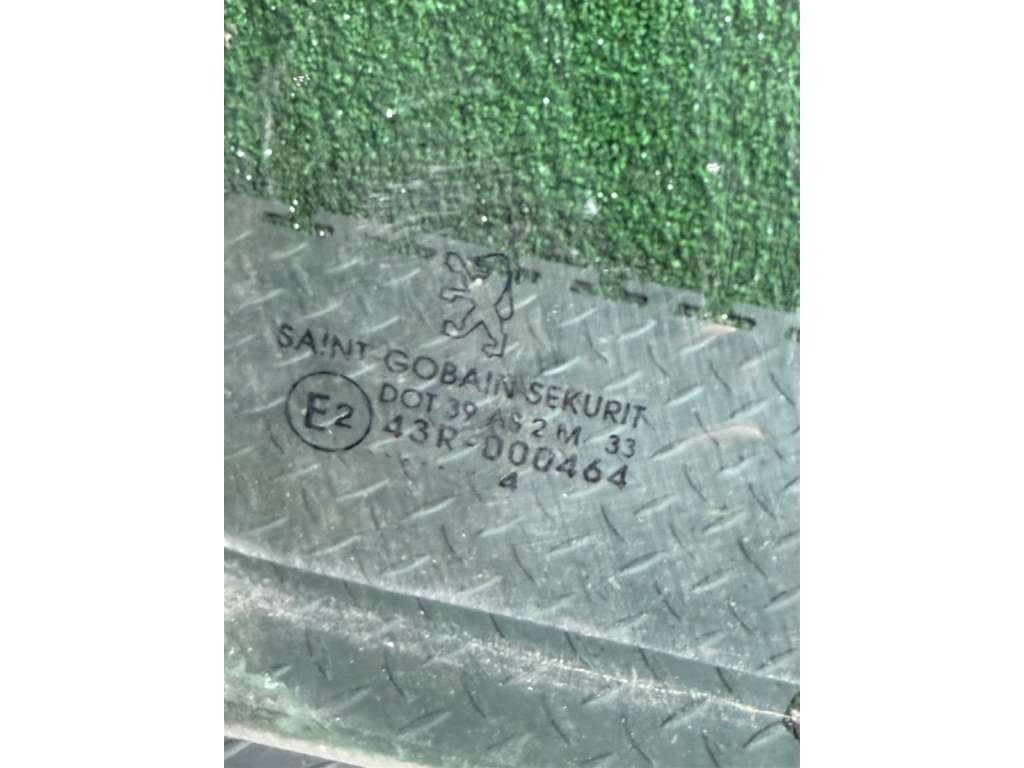 SAINT-GOBAIN SEKURIT
E2
DOT 39 AS 2 M 33
43R-000464
4